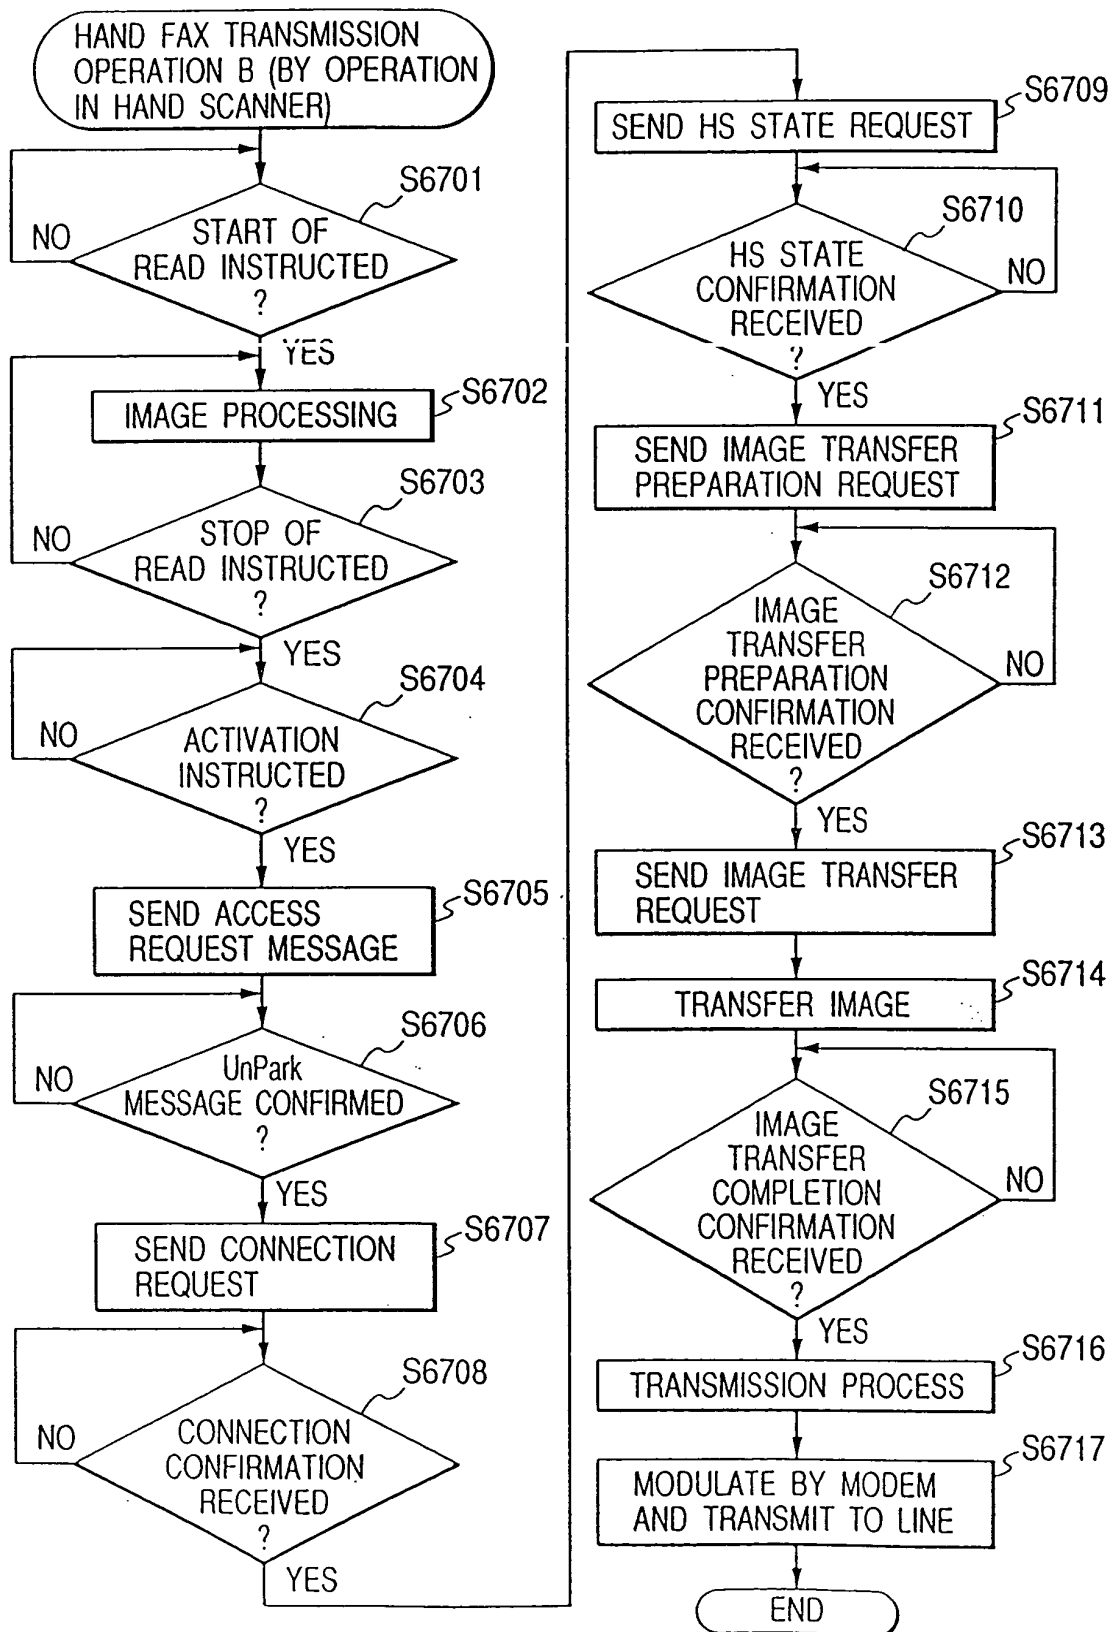 HAND FAX TRANSMISSION
OPERATION B (BY OPERATION
IN HAND SCANNER)
S6701
NO
START OF
READ INSTRUCTED
?
YES
S6702
IMAGE PROCESSING
S6703
NO
STOP OF
READ INSTRUCTED
?
YES
S6704
NO
ACTIVATION
INSTRUCTED
?
YES
S6705
SEND ACCESS
REQUEST MESSAGE
S6706
NO
UnPark
MESSAGE CONFIRMED
?
YES
S6707
SEND CONNECTION
REQUEST
S6708
NO
CONNECTION
CONFIRMATION
RECEIVED
?
YES
S6709
SEND HS STATE REQUEST
S6710
HS STATE
CONFIRMATION
RECEIVED
?
NO
YES
S6711
SEND IMAGE TRANSFER
PREPARATION REQUEST
S6712
IMAGE
TRANSFER
PREPARATION
CONFIRMATION
RECEIVED
?
NO
YES
S6713
SEND IMAGE TRANSFER
REQUEST
S6714
TRANSFER IMAGE
S6715
IMAGE
TRANSFER
COMPLETION
CONFIRMATION
RECEIVED
?
NO
YES
S6716
TRANSMISSION PROCESS
S6717
MODULATE BY MODEM
AND TRANSMIT TO LINE
END